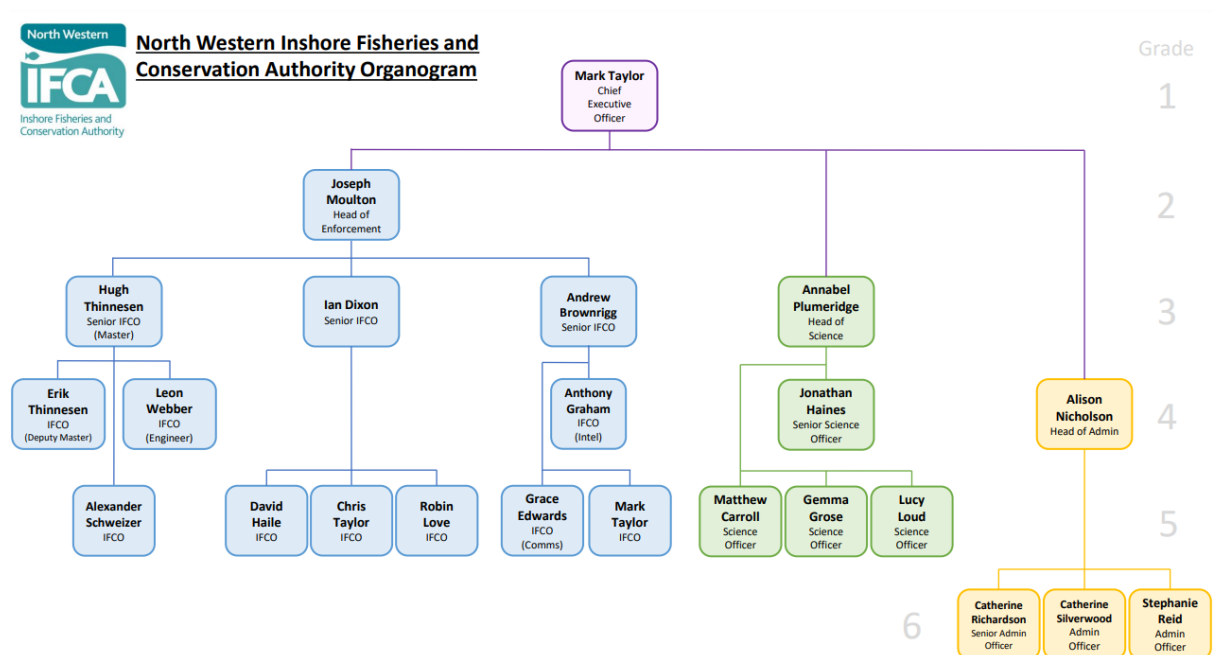 North Western
IFCA
Inshore Fisheries and
Conservation Authority
North Western Inshore Fisheries and
Conservation Authority Organogram
Grade
Mark Taylor
Chief
Executive
Officer
1
Joseph
Moulton
Head of
Enforcement
2
Hugh
Thinnesen
Senior IFCO
(Master)
Ian Dixon
Senior IFCO
Andrew
Brownrigg
Senior IFCO
Annabel
Plumeridge
Head of
Science
3
Erik
Thinnesen
IFCO
(Deputy Master)
Leon
Webber
IFCO
(Engineer)
Anthony
Graham
IFCO
(Intel)
Jonathan
Haines
Senior Science
Officer
Alison
Nicholson
Head of Admin
4
Alexander
Schweizer
IFCO
David
Haile
IFCO
Chris
Taylor
IFCO
Robin
Love
IFCO
Grace
Edwards
IFCO
(Comms)
Mark
Taylor
IFCO
Matthew
Carroll
Science
Officer
Gemma
Grose
Science
Officer
Lucy
Loud
Science
Officer
5
6
Catherine
Richardson
Senior Admin
Officer
Catherine
Silverwood
Admin
Officer
Stephanie
Reid
Admin
Officer